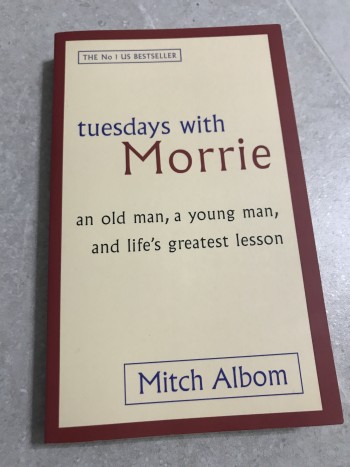 THE No 1 US BESTSELLER
tuesdays with
Morrie
an old man, a young man,
and life's greatest lesson
Mitch Albom